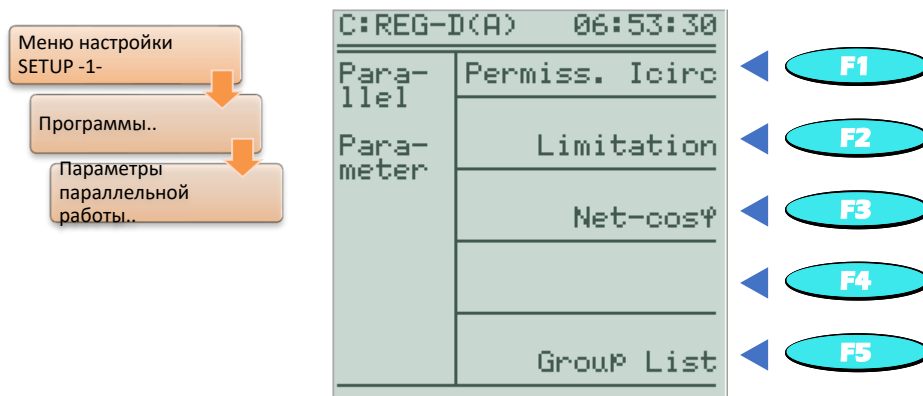 Меню настройки
SETUP -1-
Программы..
Параметры
параллельной
работы..
C:REG-D(A) 06:53:30
Para-
llel
Para-
meter
Permiss. Icirc
Limitation
Net-cosφ
Group List
F1
F2
F3
F4
F5